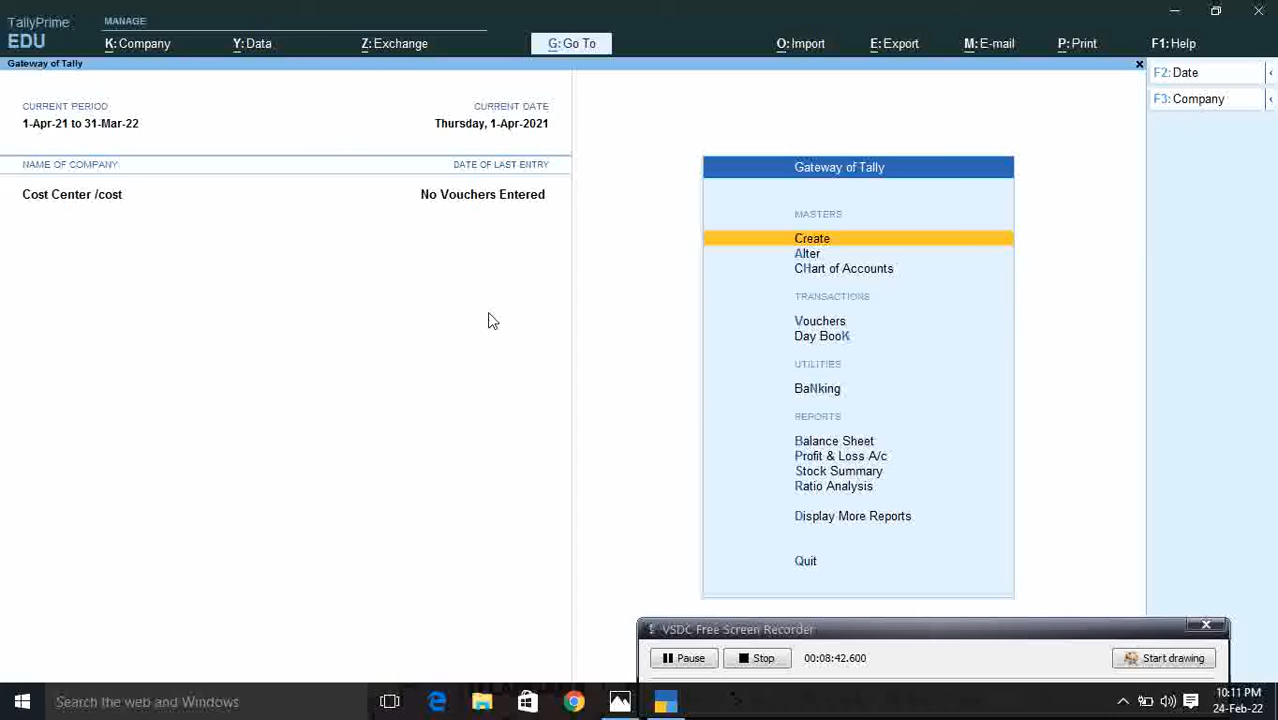 TallyPrime
EDU
MANAGE
K: Company
Y: Data
Z: Exchange
G: Go To
O: Import
E: Export
M: E-mail
P: Print
F1: Help
Gateway of Tally
F2: Date
F3: Company
CURRENT PERIOD
CURRENT DATE
1-Apr-21 to 31-Mar-22
Thursday, 1-Apr-2021
NAME OF COMPANY
DATE OF LAST ENTRY
Cost Center /cost
No Vouchers Entered
Gateway of Tally
MASTERS
Create
Alter
CHart of Accounts
TRANSACTIONS
Vouchers
Day BooK
UTILITIES
BaNking
REPORTS
Balance Sheet
Profit & Loss A/c
Stock Summary
Ratio Analysis
Display More Reports
Quit
VSDC Free Screen Recorder
Pause
Stop
00:08:42.600
Start drawing
Search the web and Windows
10:11 PM
24-Feb-22